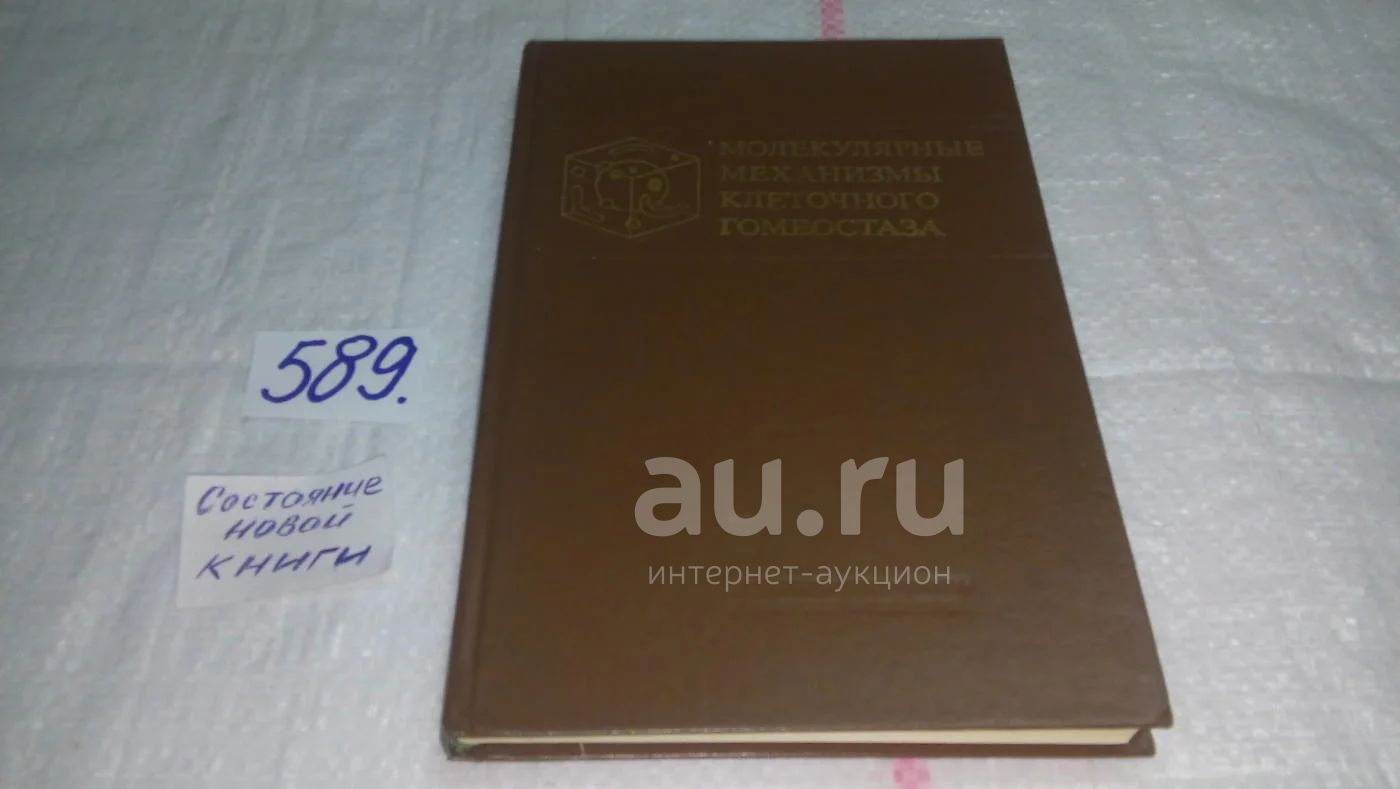 МОЛЕКУЛЯРНЫЕ
МЕХАНИЗМЫ
КЛЕТОЧНОГО
ГОМЕОСТАЗА
589.
Состояние
новой
книги
au.ru
интернет-аукцион